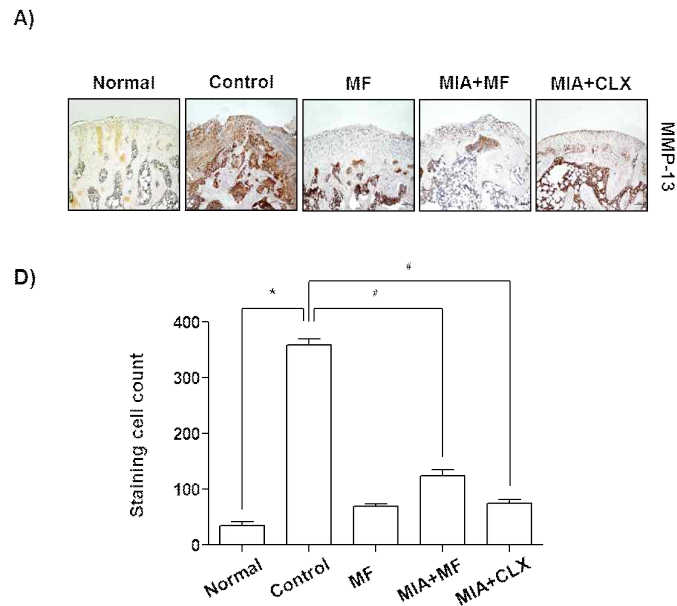 A)
Normal Control MF MIA+MF MIA+CLX
MMP-13
D)
#
* #
Staining cell count
400
300
200
100
0
Normal Control MF MIA+MF MIA+CLX